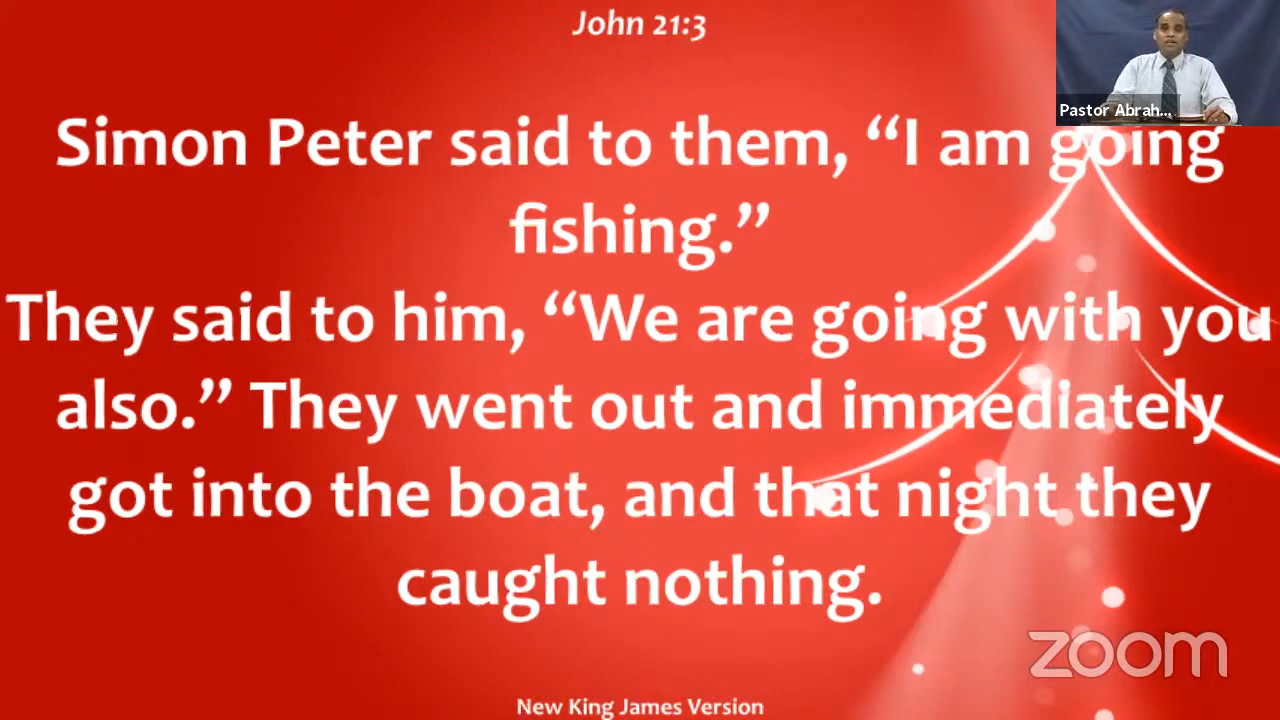 John 21:3
Pastor Abrah...
Simon Peter said to them, “I am going
fishing.”
They said to him, “We are going with you
also.” They went out and immediately
got into the boat, and that night they
caught nothing.
zoom
New King James Version